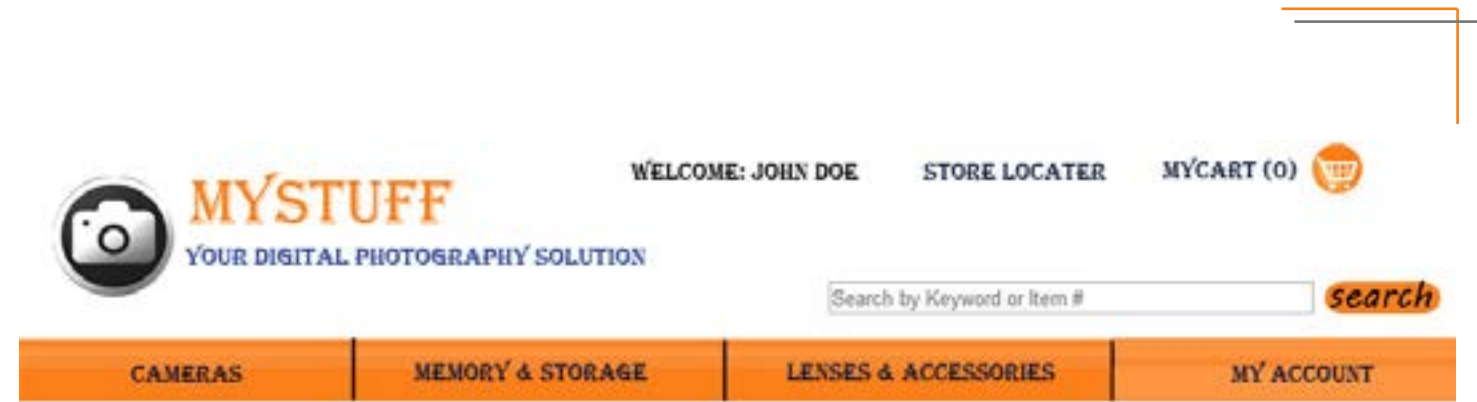 WELCOME: JOHN DOE STORE LOCATER MYCART (0)
MYSTUFF
YOUR DIGITAL PHOTOGRAPHY SOLUTION
Search by Keyword or Item # search
CAMERAS MEMORY & STORAGE LENSES & ACCESSORIES MY ACCOUNT